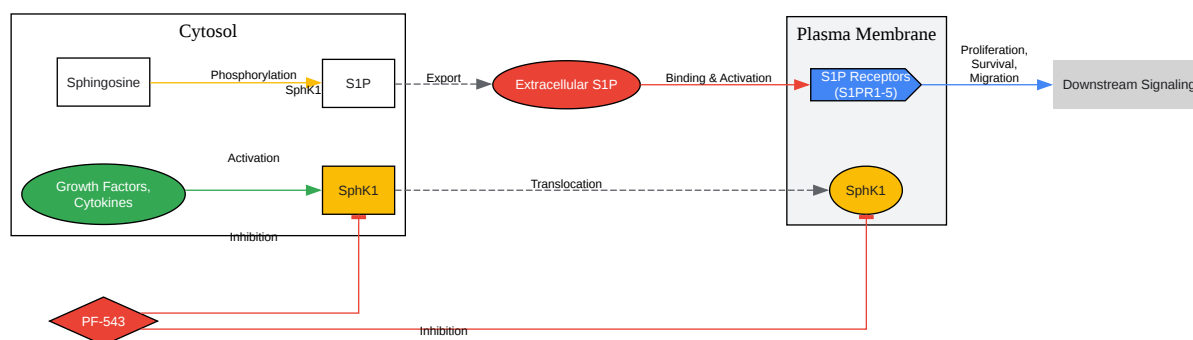 Cytosol
Plasma Membrane
Sphingosine
Phosphorylation
SphK1
S1P
Export
Extracellular S1P
Binding & Activation
S1P Receptors
(S1PR1-5)
Proliferation,
Survival,
Migration
Downstream Signaling
Growth Factors,
Cytokines
Activation
SphK1
Translocation
SphK1
Inhibition
PF-543
Inhibition